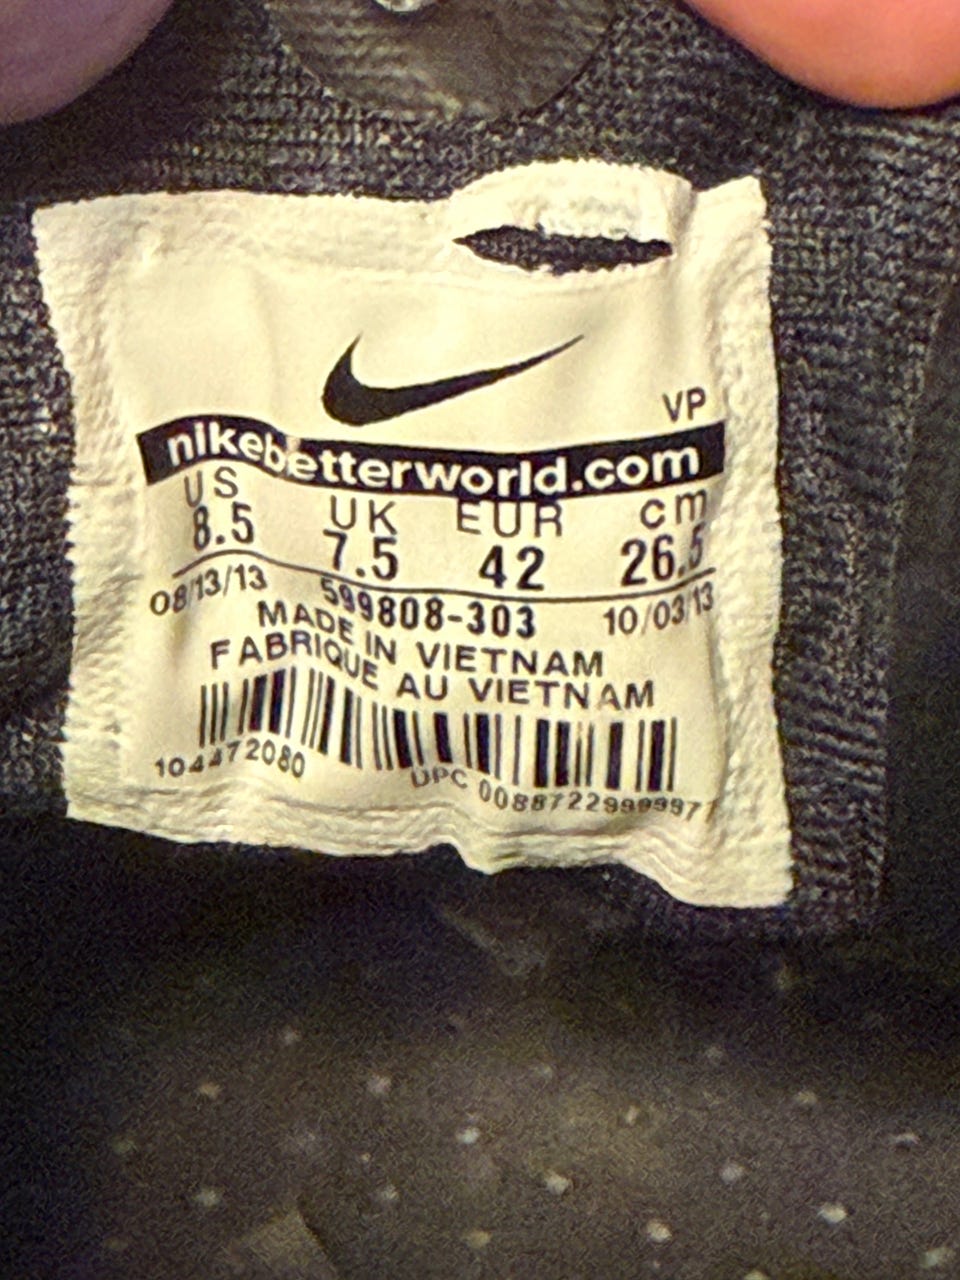 VP
nikebetterworld.com
US UK EUR cm
8.5 7.5 42 26.5
08/13/13 599808-303 10/03/13
MADE IN VIETNAM
FABRIQUE AU VIETNAM
104472080 UPC 00887229999977